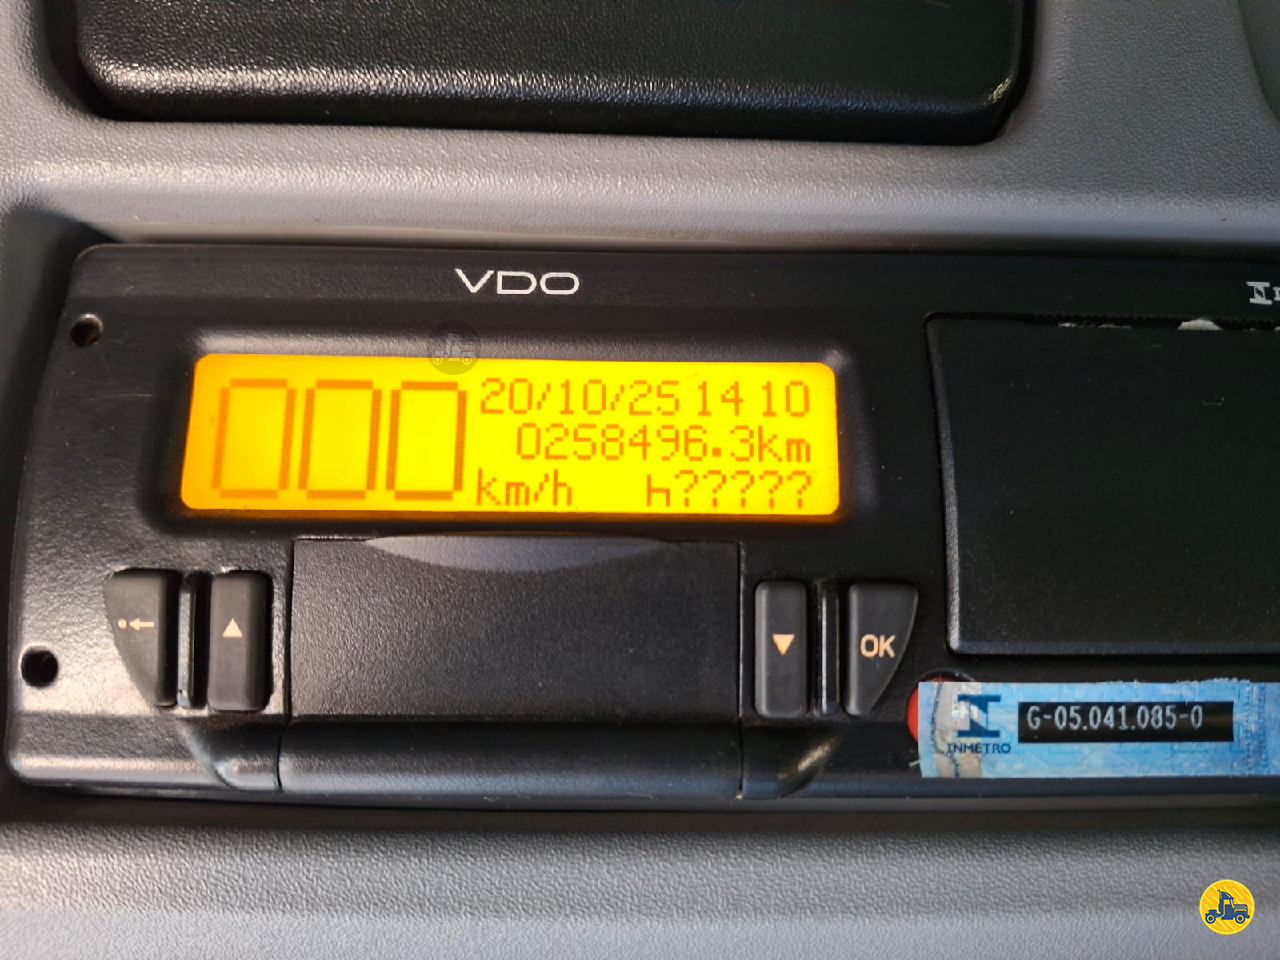 VDO
000
20/10/25 14 10
0258496.3km
km/h h?????
OK
INMETRO
G-05.041.085-0